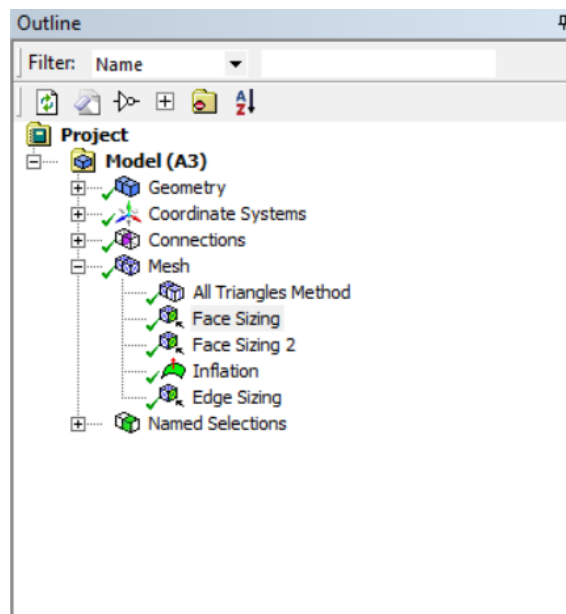 Outline
Filter: Name
Project
Model (A3)
Geometry
Coordinate Systems
Connections
Mesh
All Triangles Method
Face Sizing
Face Sizing 2
Inflation
Edge Sizing
Named Selections